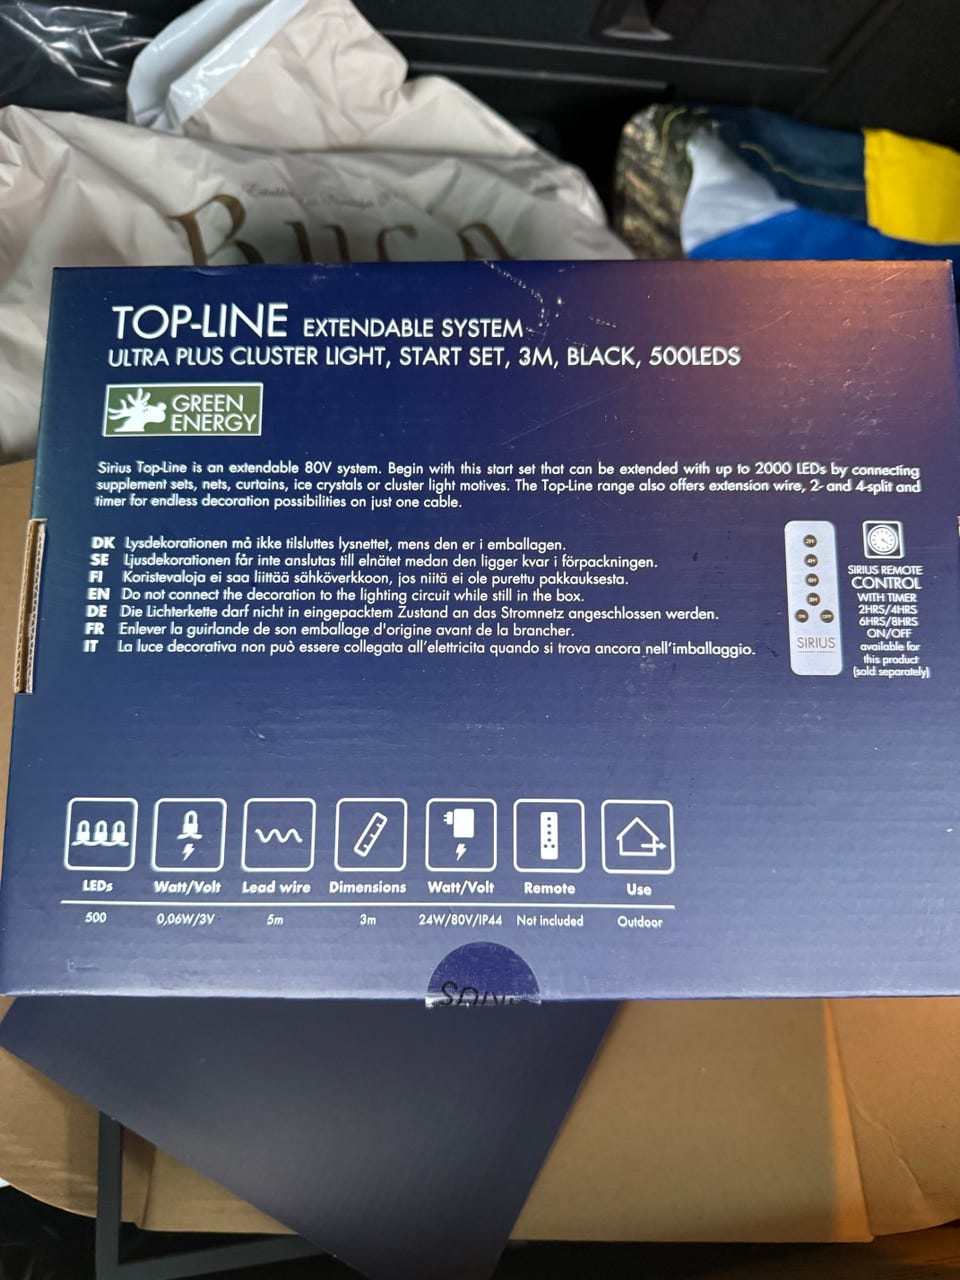 Buca
TOP-LINE EXTENDABLE SYSTEM
ULTRA PLUS CLUSTER LIGHT, START SET, 3M, BLACK, 500LEDS
GREEN
ENERGY
Sirius Top-Line is an extendable 80V system. Begin with this start set that can be extended with up to 2000 LEDs by connecting
supplement sets, nets, curtains, ice crystals or cluster light motives. The Top-Line range also offers extension wire, 2- and 4-split and
timer for endless decoration possibilities on just one cable.
DK Lysdekorationen må ikke tilsluttes lysnettet, mens den er i emballagen.
SE Ljusdekorationen får inte anslutas till elnätet medan den ligger kvar i förpackningen.
FI Koristevaloja ei saa liittää sähköverkkoon, jos niitä ei ole purettu pakkauksesta.
EN Do not connect the decoration to the lighting circuit while still in the box.
DE Die Lichterkette darf nicht in eingepacktem Zustand an das Stromnetz angeschlossen werden.
FR Enlever la guirlande de son emballage d'origine avant de la brancher.
IT La luce decorativa non può essere collegata all'elettricita quando si trova ancora nell'imballaggio.
2H
4H
6H
8H
ON OFF
SIRIUS
SIRIUS REMOTE
CONTROL
WITH TIMER
2HRS/4HRS
6HRS/8HRS
ON/OFF
available for
this product
(sold separately)
LEDs Watt/Volt Lead wire Dimensions Watt/Volt Remote Use
500 0,06W/3V 5m 3m 24W/80V/IP44 Not included Outdoor